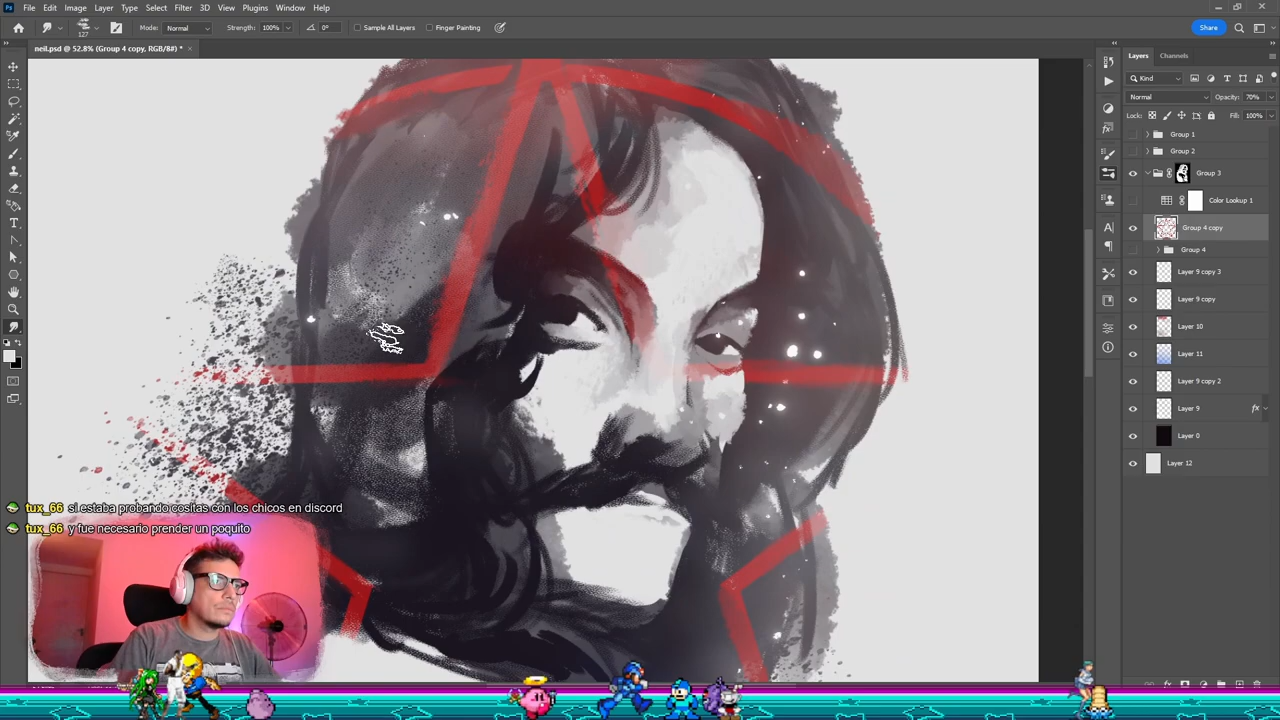 Ps File Edit Image Layer Type Select Filter 3D View Plugins Window Help
127 Mode: Normal Strength: 100% 0° Sample All Layers Finger Painting Share
neil.psd @ 52.8% (Group 4 copy, RGB/8#) * ×
Layers Channels
Kind
Normal Opacity: 70%
Lock: Fill: 100%
Group 1
Group 2
Group 3
Color Lookup 1
Group 4 copy
Group 4
Layer 9 copy 3
Layer 9 copy
Layer 10
Layer 11
Layer 9 copy 2
Layer 9 fx
Layer 0
Layer 12
tux_66 si estaba probando cositas con los chicos en discord
tux_66 y fue necesario prender un poquito